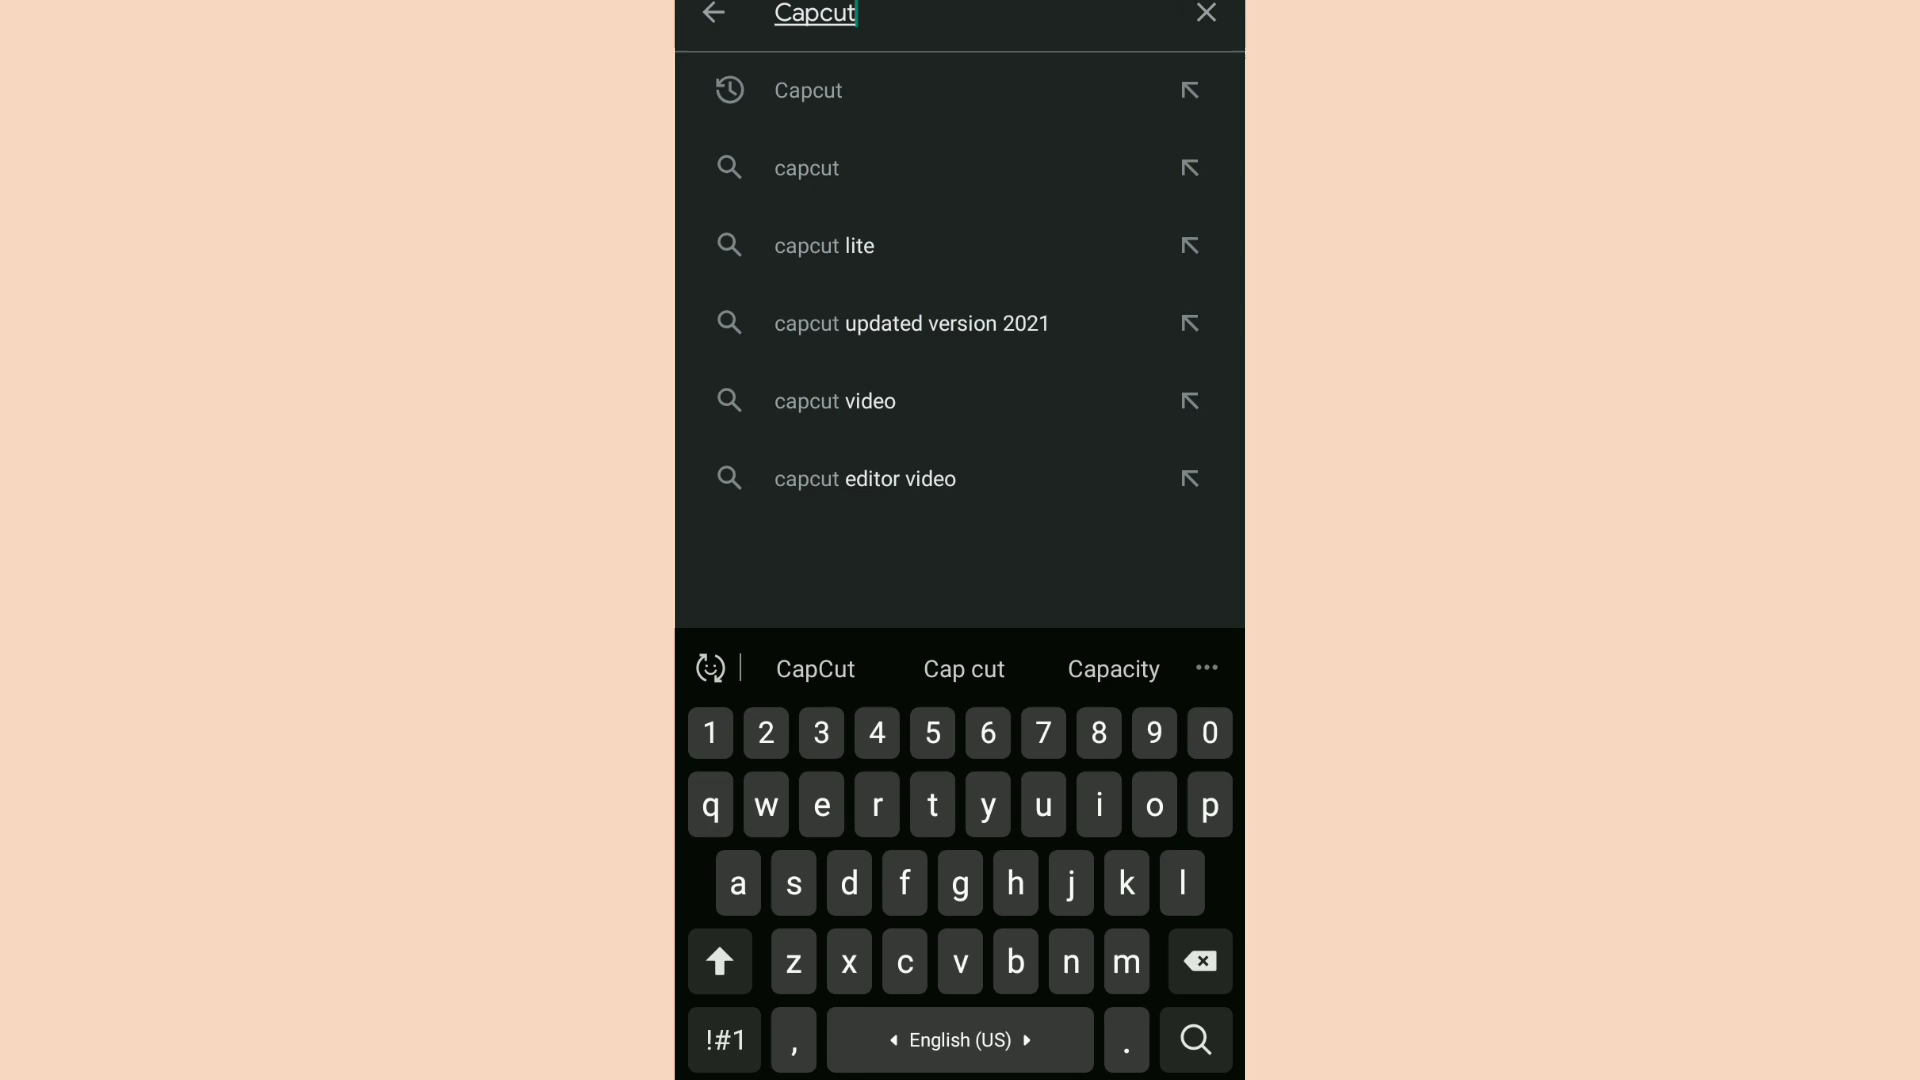 Capcut
Capcut
capcut
capcut lite
capcut updated version 2021
capcut video
capcut editor video
CapCut Cap cut Capacity
1 2 3 4 5 6 7 8 9 0
q w e r t y u i o p
a s d f g h j k l
z x c v b n m
!#1 , English (US) .